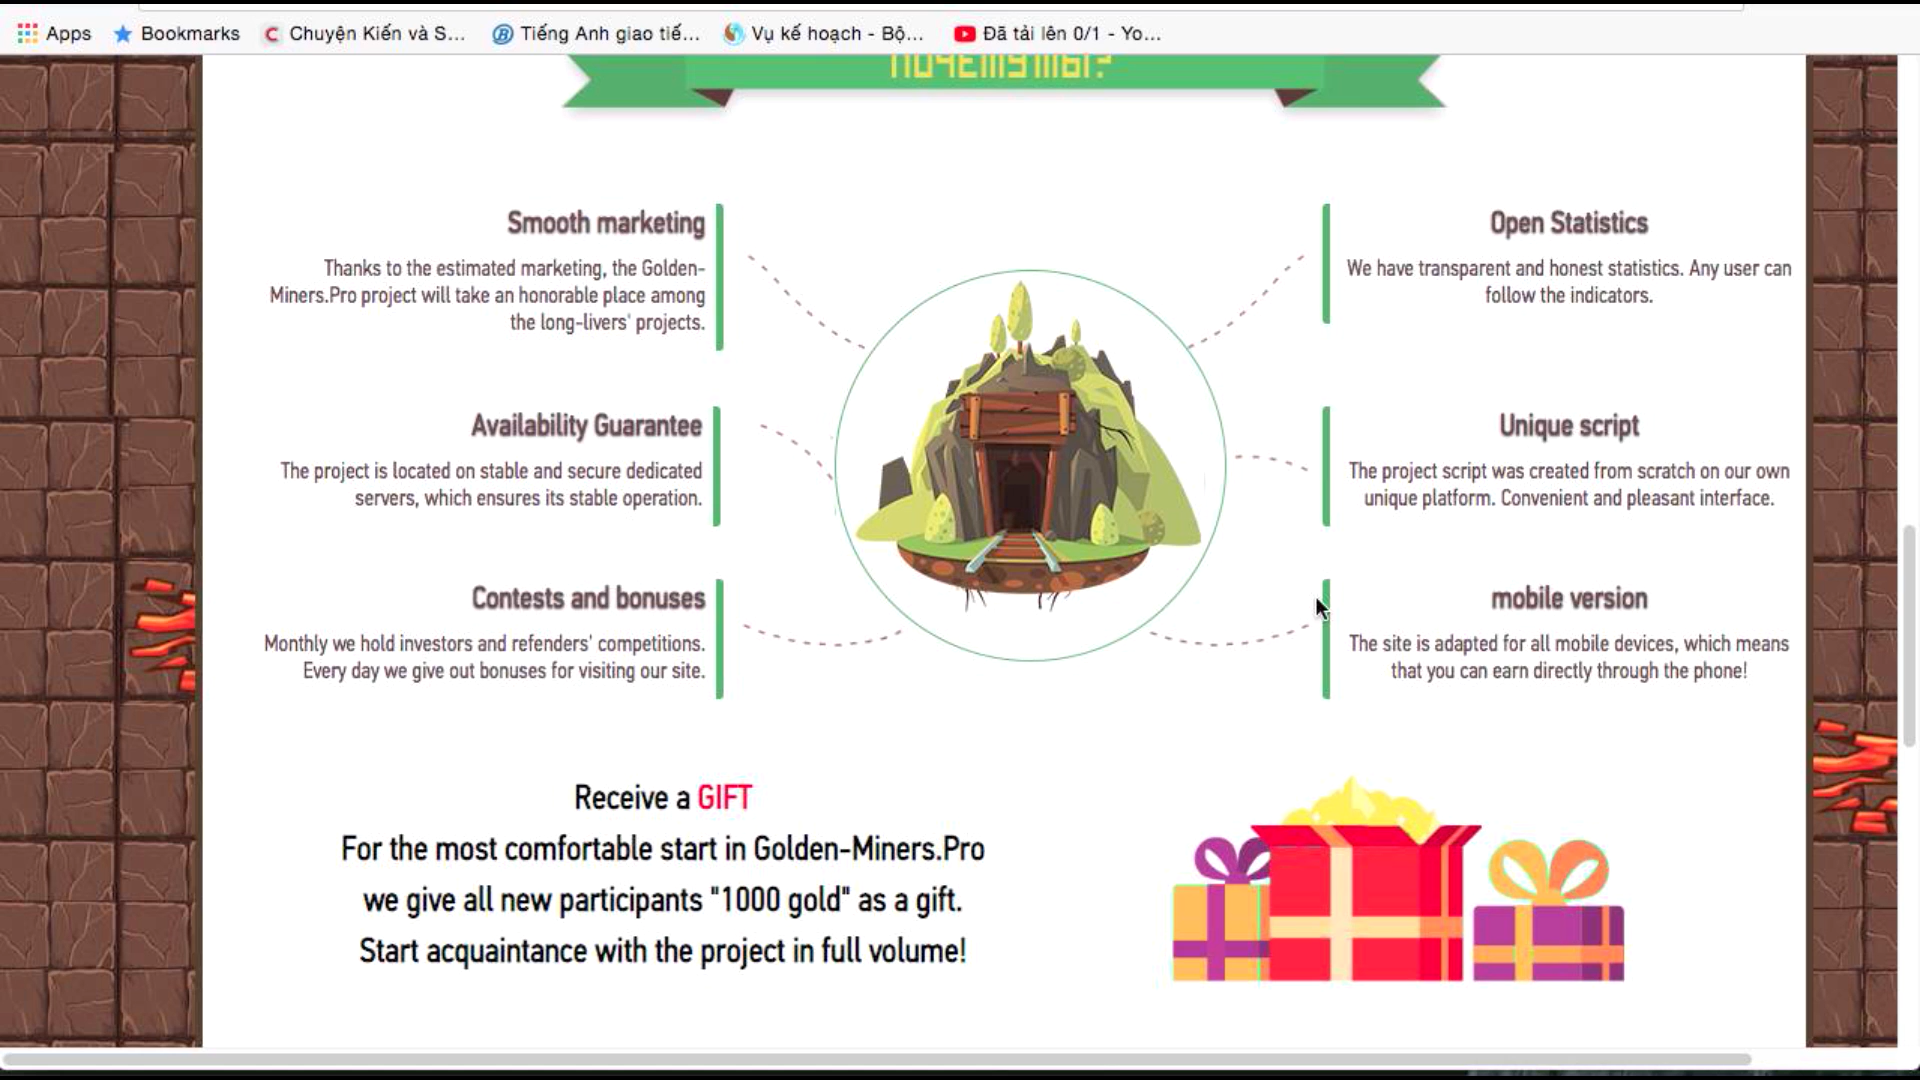 Apps Bookmarks Chuyện Kiến và S... Tiếng Anh giao tiế... Vụ kế hoạch - Bộ... Đã tải lên 0/1 - Yo...
Почему мы?
Smooth marketing
Thanks to the estimated marketing, the Golden-
Miners.Pro project will take an honorable place among
the long-livers' projects.
Availability Guarantee
The project is located on stable and secure dedicated
servers, which ensures its stable operation.
Contests and bonuses
Monthly we hold investors and refenders' competitions.
Every day we give out bonuses for visiting our site.
Open Statistics
We have transparent and honest statistics. Any user can
follow the indicators.
Unique script
The project script was created from scratch on our own
unique platform. Convenient and pleasant interface.
mobile version
The site is adapted for all mobile devices, which means
that you can earn directly through the phone!
Receive a GIFT
For the most comfortable start in Golden-Miners.Pro
we give all new participants "1000 gold" as a gift.
Start acquaintance with the project in full volume!